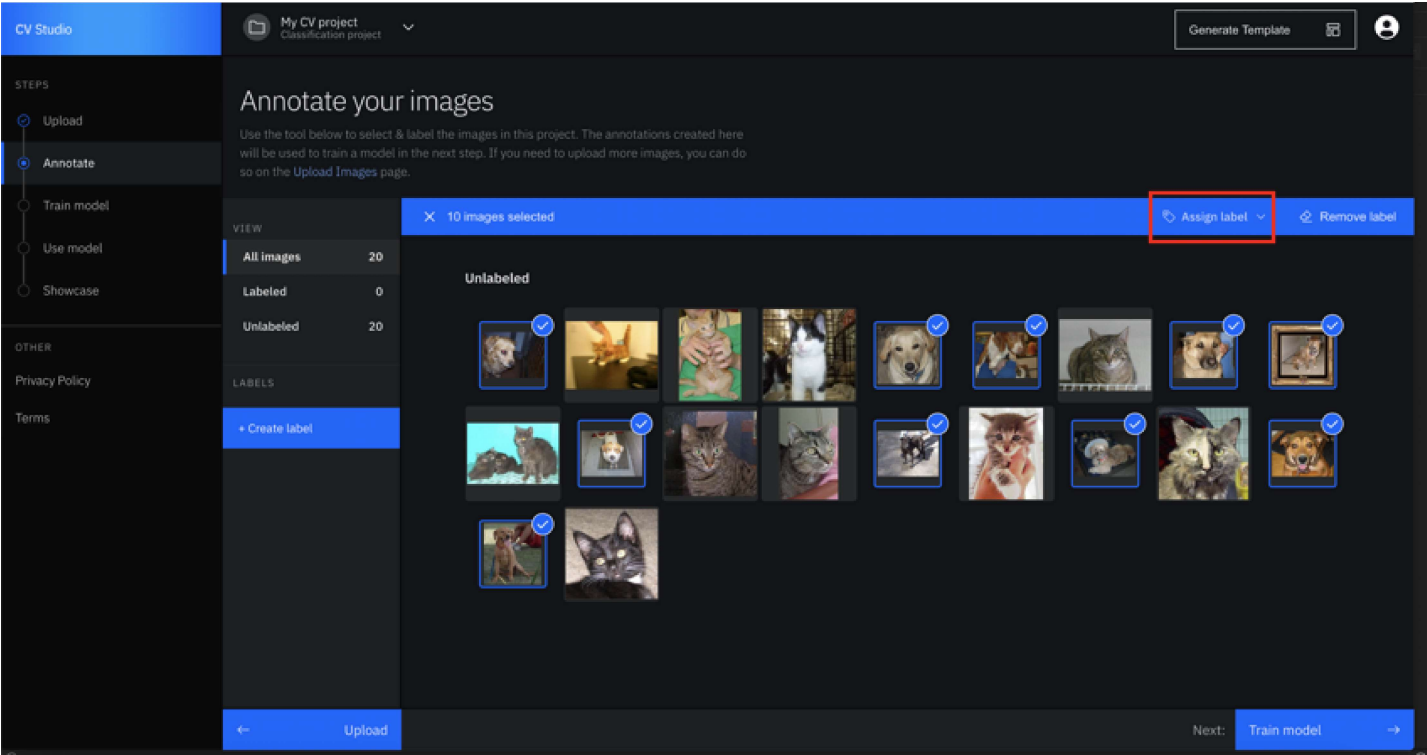 CV Studio
My CV project
Classification project
Generate Template
STEPS
Upload
Annotate
Train model
Use model
Showcase
OTHER
Privacy Policy
Terms
Annotate your images
Use the tool below to select & label the images in this project. The annotations created here
will be used to train a model in the next step. If you need to upload more images, you can do
so on the Upload Images page.
VIEW
All images 20
Labeled 0
Unlabeled 20
LABELS
+ Create label
10 images selected
Assign label
Remove label
Unlabeled
Upload
Next:
Train model